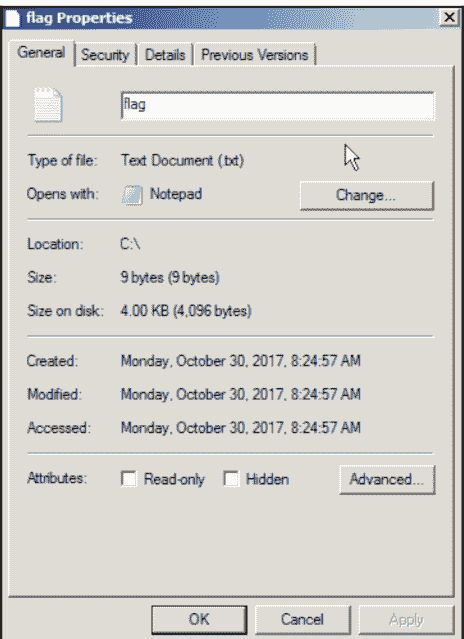 flag Properties
General Security Details Previous Versions
flag
Type of file: Text Document (.txt)
Opens with: Notepad Change...
Location: C:\
Size: 9 bytes (9 bytes)
Size on disk: 4.00 KB (4,096 bytes)
Created: Monday, October 30, 2017, 8:24:57 AM
Modified: Monday, October 30, 2017, 8:24:57 AM
Accessed: Monday, October 30, 2017, 8:24:57 AM
Attributes: Read-only Hidden Advanced...
OK Cancel Apply